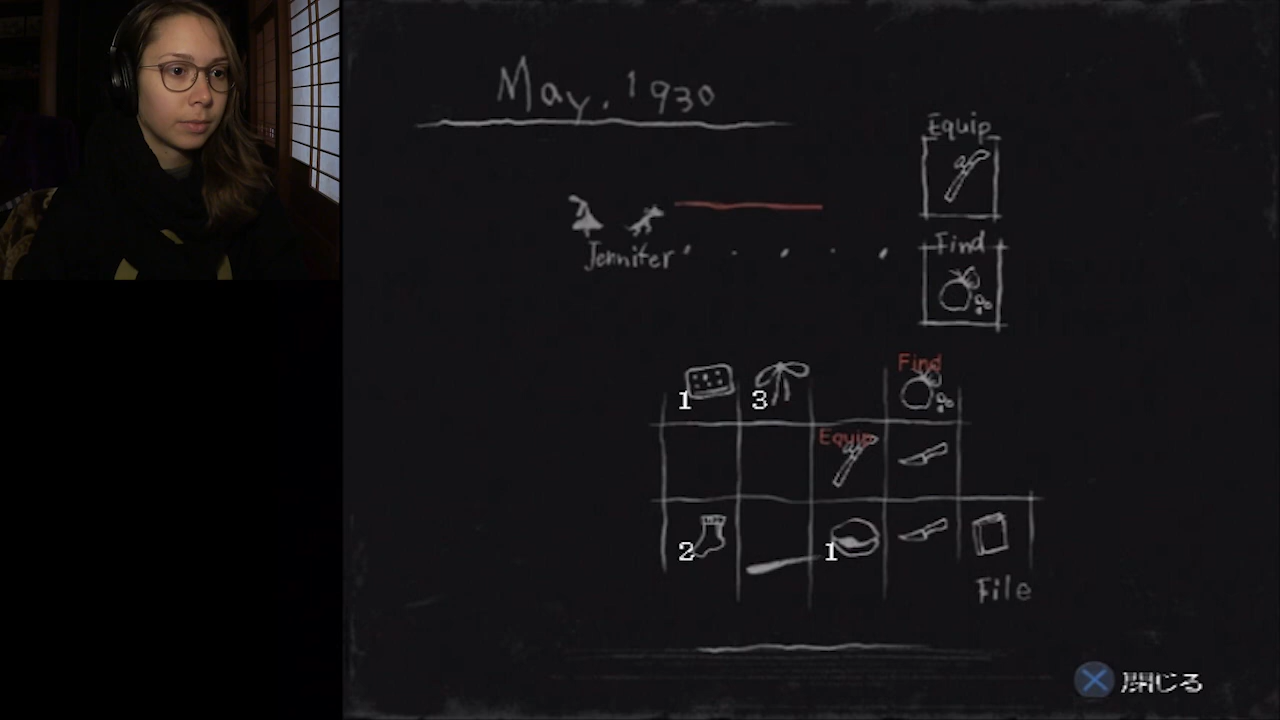 May. 1930
Equip
Find
Jennifer
Find
1
3
Equip
2
1
File
閉じる